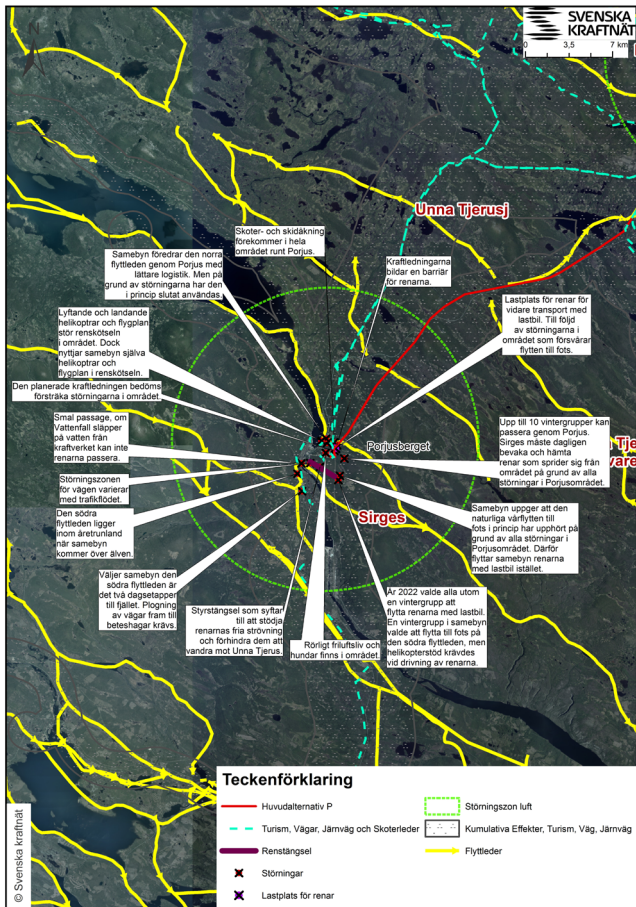 SVENSKA
KRAFTNÄT
0 3,5 7 km
N
Unna Tjerusj
Skoter- och skidåkning
förekommer i hela
området runt Porjus.
Samebyn föredrar den norra
flyttleden genom Porjus med
lättare logistik. Men på
grund av störningarna har den
i princip slutat användas.
Kraftledningarna
bildar en barriär
för renarna.
Lyftande och landande
helikoptrar och flygplan
stör renskötseln
i området. Dock
nyttjar samebyn själva
helikoptrar och
flygplan i renskötseln.
Lastplats för renar för
vidare transport med
lastbil. Till följd
av störningarna i
området som försvårar
flytten till fots.
Den planerade kraftledningen bedöms
förstärka störningarna i området.
Smal passage, om
Vattenfall släpper
på vatten från
kraftverket kan inte
renarna passera.
Porjusberget
Upp till 10 vintergrupper kan
passera genom Porjus.
Sirges måste dagligen
bevaka och hämta
renar som sprider sig från
området på grund av alla
störningar i Porjusområdet.
Tje
vare
Störningszonen
för vägen varierar
med trafikflödet.
Den södra
flyttleden ligger
inom åretrunland
när samebyn
kommer över älven.
Sirges
Samebyn uppger att den
naturliga vårflytten till
fots i princip har upphört på
grund av alla störningar i
Porjusområdet. Därför
flyttar samebyn renarna
med lastbil istället.
Väljer samebyn den
södra flyttleden är
det två dagsetapper
till fjället. Plogning
av vägar fram till
beteshagar krävs.
Styrstängsel som syftar
till att stödja
renarnas fria strövning
och förhindra dem att
vandra mot Unna Tjerus.
Rörligt friluftsliv och
hundar finns i området.
År 2022 valde alla utom
en vintergrupp att
flytta renarna med lastbil.
En vintergrupp i samebyn
valde att flytta till fots på
den södra flyttleden, men
helikopterstöd krävdes
vid drivning av renarna.
Teckenförklaring
Huvudalternativ P
Störningszon luft
Turism, Vägar, Järnväg och Skoterleder
Kumulativa Effekter, Turism, Väg, Järnväg
Renstängsel
Flyttleder
Störningar
Lastplats för renar
© Svenska kraftnät